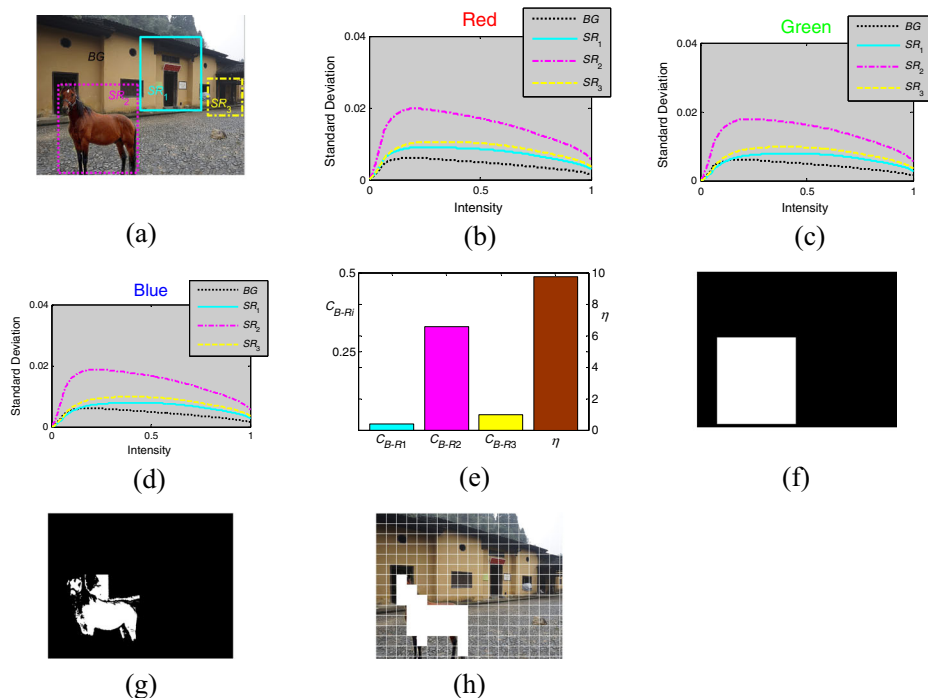 BG
SR1
SR2
SR3
(a)
Red
Standard Deviation
0.04
0.02
0
0
0.5
1
Intensity
BG
SR1
SR2
SR3
(b)
Green
Standard Deviation
0.04
0.02
0
0
0.5
1
Intensity
BG
SR1
SR2
SR3
(c)
Blue
Standard Deviation
0.04
0.02
0
0
0.5
1
Intensity
BG
SR1
SR2
SR3
(d)
0.5
CB-Ri
0.25
10
8
η
6
4
2
0
CB-R1 CB-R2 CB-R3 η
(e)
(f)
(g)
(h)